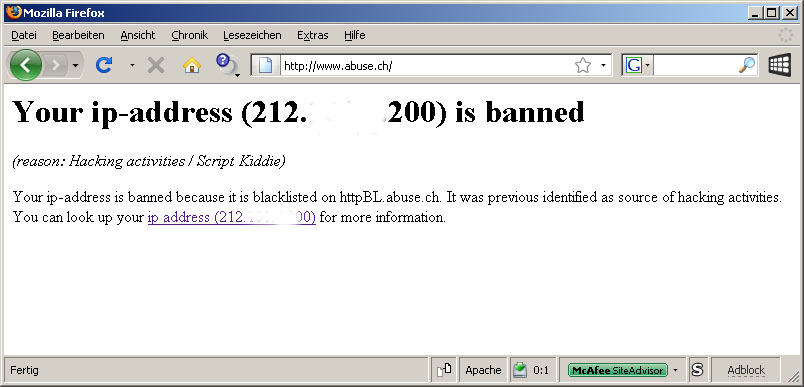 Mozilla Firefox
Datei Bearbeiten Ansicht Chronik Lesezeichen Extras Hilfe
http://www.abuse.ch/
G
Your ip-address (212. .200) is banned
(reason: Hacking activities / Script Kiddie)
Your ip-address is banned because it is blacklisted on httpBL.abuse.ch. It was previous identified as source of hacking activities.
You can look up your ip address (212. 00) for more information.
Fertig Apache 0:1 McAfee SiteAdvisor S Adblock